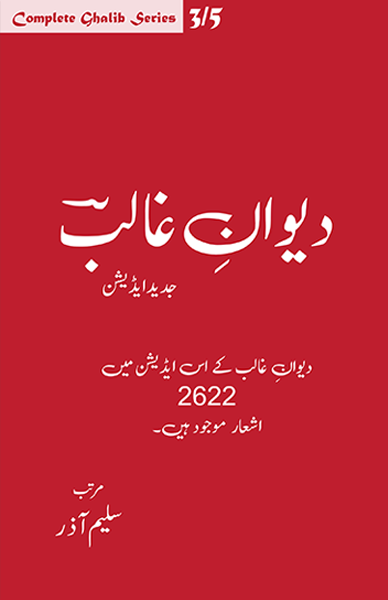 Complete Ghalib Series 3/5
دیوانِ غالبؔ
جدید ایڈیشن
دیوانِ غالب کے اس ایڈیشن میں
2622
اشعار موجود ہیں۔
مرتب
سلیم آذر